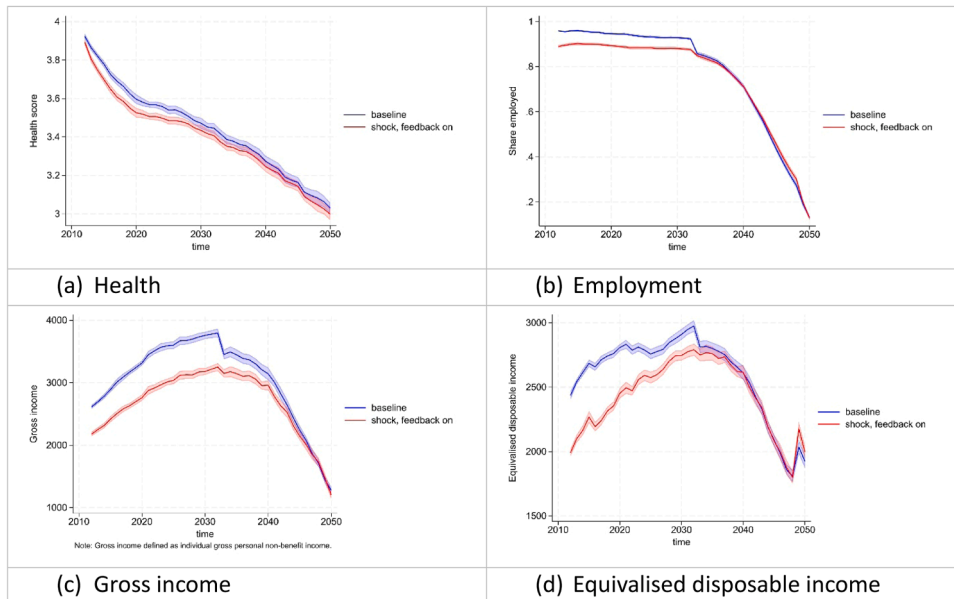 4
3.8
3.6
3.4
3.2
3
Health score
2010 2020 2030 2040 2050
time
baseline
shock, feedback on
(a) Health
1
.8
.6
.4
.2
Share employed
2010 2020 2030 2040 2050
time
baseline
shock, feedback on
(b) Employment
4000
3000
2000
1000
Gross income
2010 2020 2030 2040 2050
time
baseline
shock, feedback on
Note: Gross income defined as individual gross personal non-benefit income.
(c) Gross income
3000
2500
2000
1500
Equivalised disposable income
2010 2020 2030 2040 2050
time
baseline
shock, feedback on
(d) Equivalised disposable income